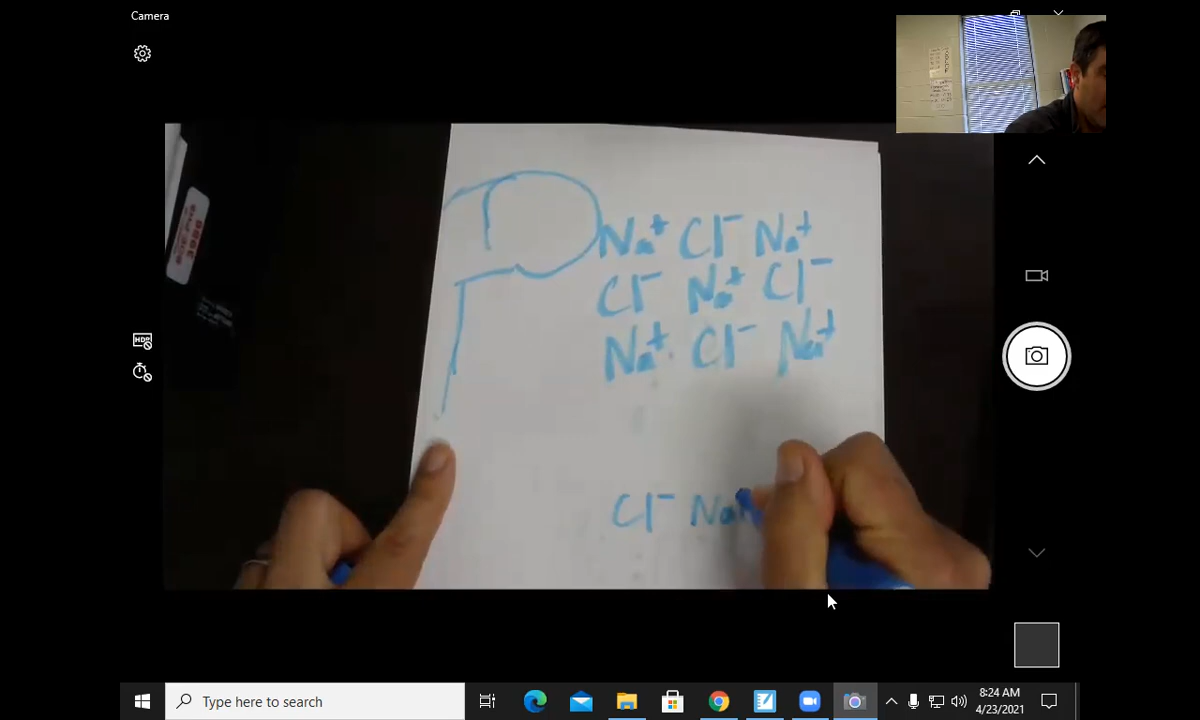 Camera
Na+ Cl- Na+
Cl- Na+ Cl-
Na+ Cl- Na+
Cl- Na
Type here to search
8:24 AM
4/23/2021